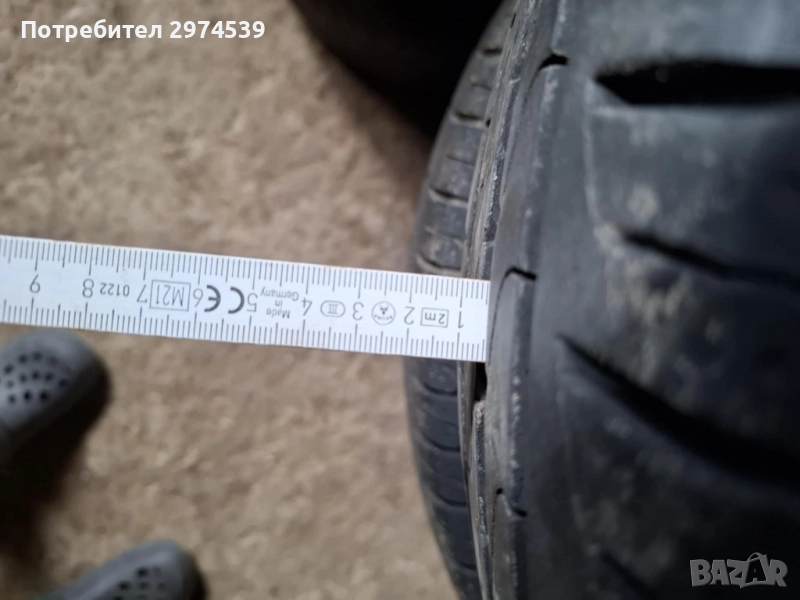 Потребител 2974539
1 2m 2 3 III 4 Made in Germany 5 CE 6 M21 7 0122 8 9
BAZAR